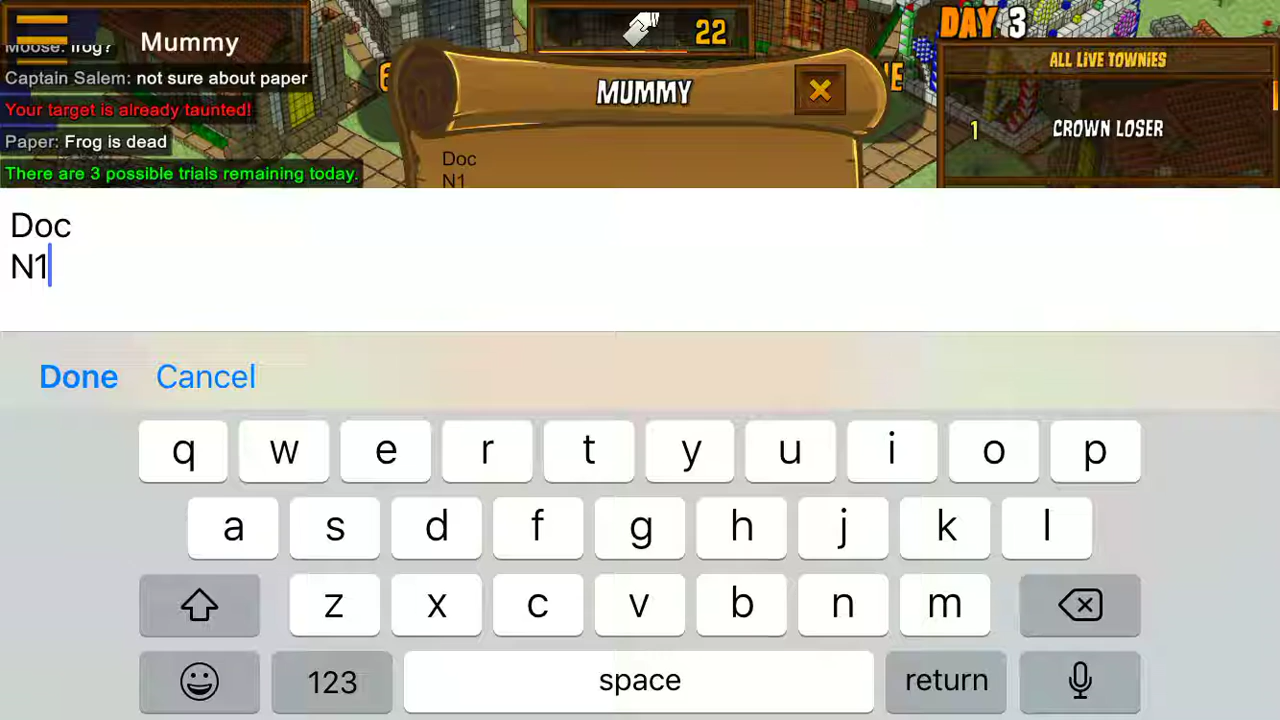 Mummy
Moose: frog?
Captain Salem: not sure about paper
Your target is already taunted!
Paper: Frog is dead
There are 3 possible trials remaining today.
22
MUMMY
Doc
N1
DAY 3
ALL LIVE TOWNIES
1 CROWN LOSER
Doc
N1
Done Cancel
q w e r t y u i o p
a s d f g h j k l
z x c v b n m
123 space return